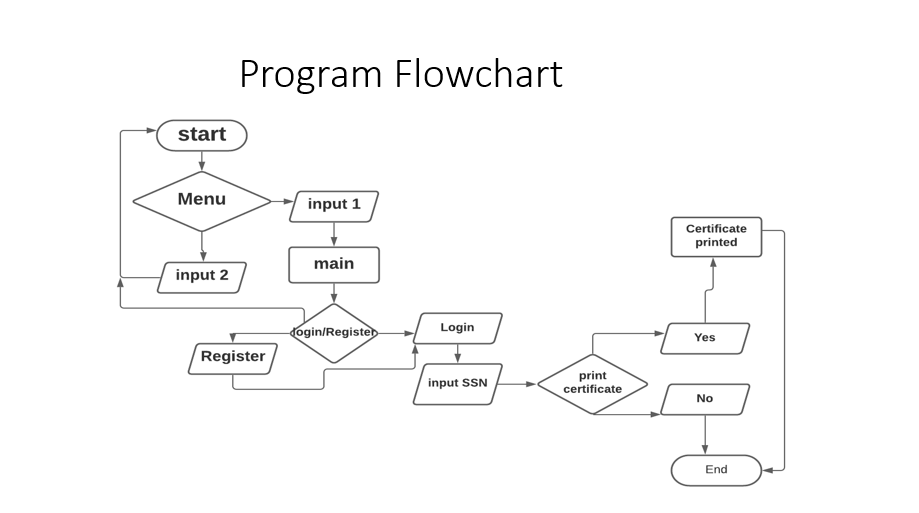 Program Flowchart
start
Menu
input 1
input 2
main
login/Register
Register
Login
input SSN
print
certificate
Certificate
printed
Yes
No
End